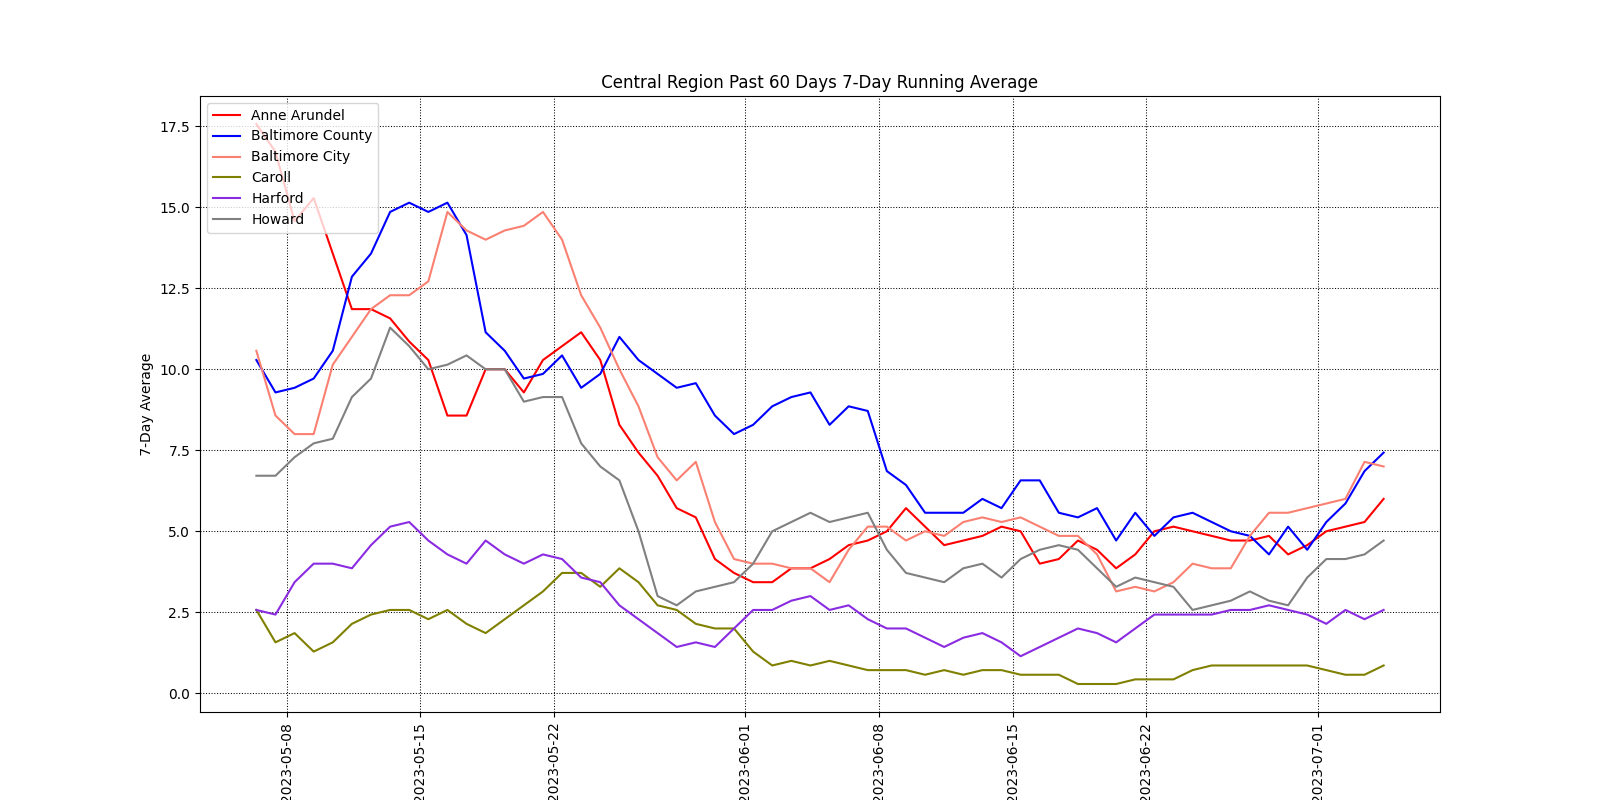 Central Region Past 60 Days 7-Day Running Average
Anne Arundel
Baltimore County
Baltimore City
Caroll
Harford
Howard
7-Day Average
17.5
15.0
12.5
10.0
7.5
5.0
2.5
0.0
2023-05-08
2023-05-15
2023-05-22
2023-06-01
2023-06-08
2023-06-15
2023-06-22
2023-07-01